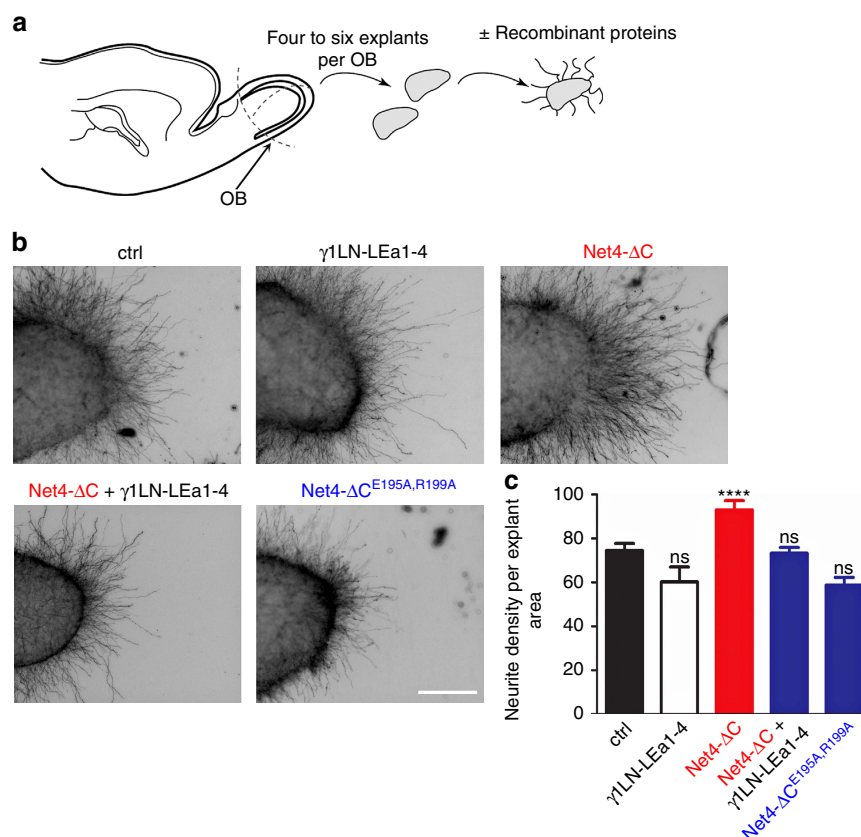 a
Four to six explants
per OB
± Recombinant proteins
OB
b
ctrl
γ1LN-LEa1-4
Net4-ΔC
Net4-ΔC + γ1LN-LEa1-4
Net4-ΔC^E195A,R199A
c
Neurite density per explant
area
100
80
60
40
20
0
ns
****
ns
ns
ctrl
γ1LN-LEa1-4
Net4-ΔC
Net4-ΔC +
γ1LN-LEa1-4
Net4-ΔC^E195A,R199A